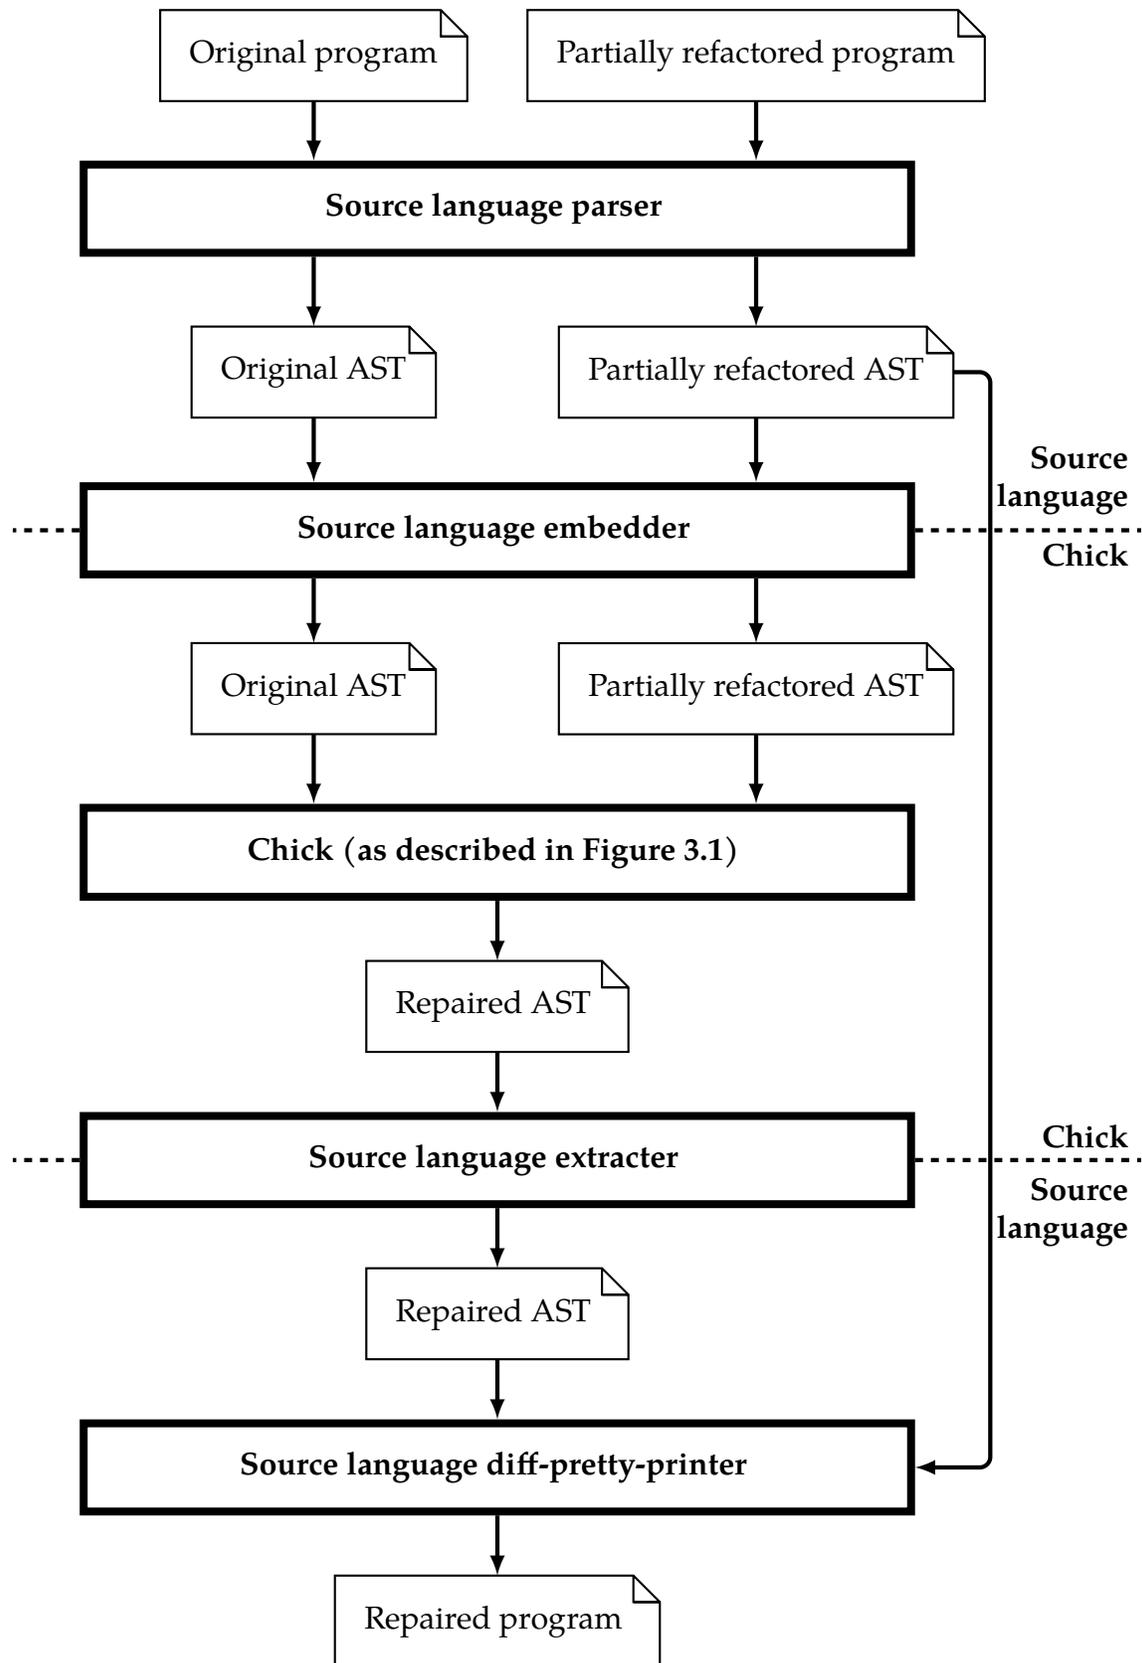 Original program
Partially refactored program
Source language parser
Original AST
Partially refactored AST
Source
language
Source language embedder
Chick
Original AST
Partially refactored AST
Chick (as described in Figure 3.1)
Repaired AST
Chick
Source language extracter
Source
language
Repaired AST
Source language diff-pretty-printer
Repaired program